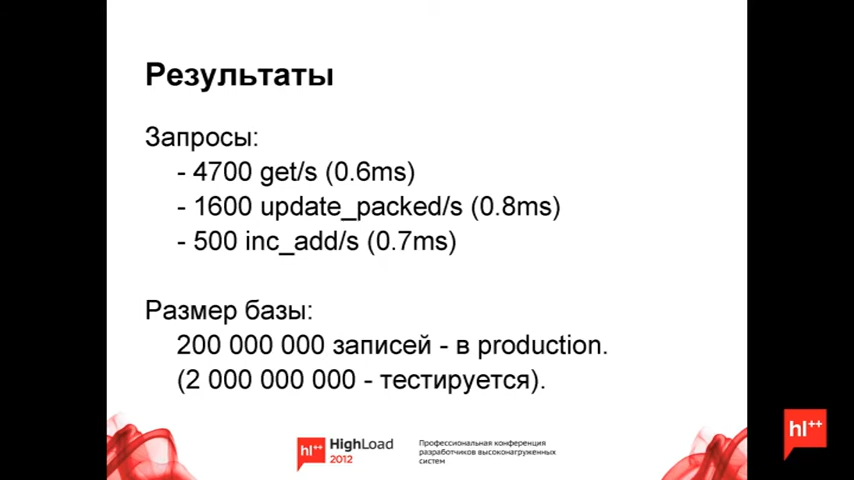 Результаты
Запросы:
- 4700 get/s (0.6ms)
- 1600 update_packed/s (0.8ms)
- 500 inc_add/s (0.7ms)
Размер базы:
200 000 000 записей - в production.
(2 000 000 000 - тестируется).
hl++
HighLoad
2012
Профессиональная конференция
разработчиков высоконагруженных
систем
hl++